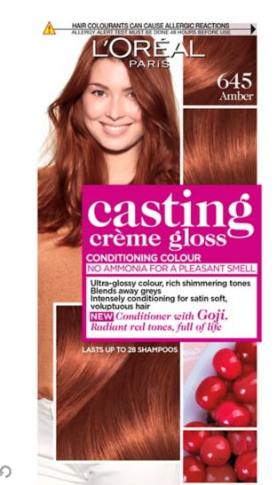 HAIR COLOURANTS CAN CAUSE ALLERGIC REACTIONS
ALLERGY ALERT TEST MUST BE DONE 48 HOURS BEFORE USE
L'ORÉAL
PARIS
645
Amber
casting
crème gloss
CONDITIONING COLOUR
NO AMMONIA FOR A PLEASANT SMELL
Ultra-glossy colour, rich shimmering tones
Blends away greys
Intensely conditioning for satin soft,
voluptuous hair
NEW Conditioner with Goji.
Radiant red tones, full of life
LASTS UP TO 28 SHAMPOOS